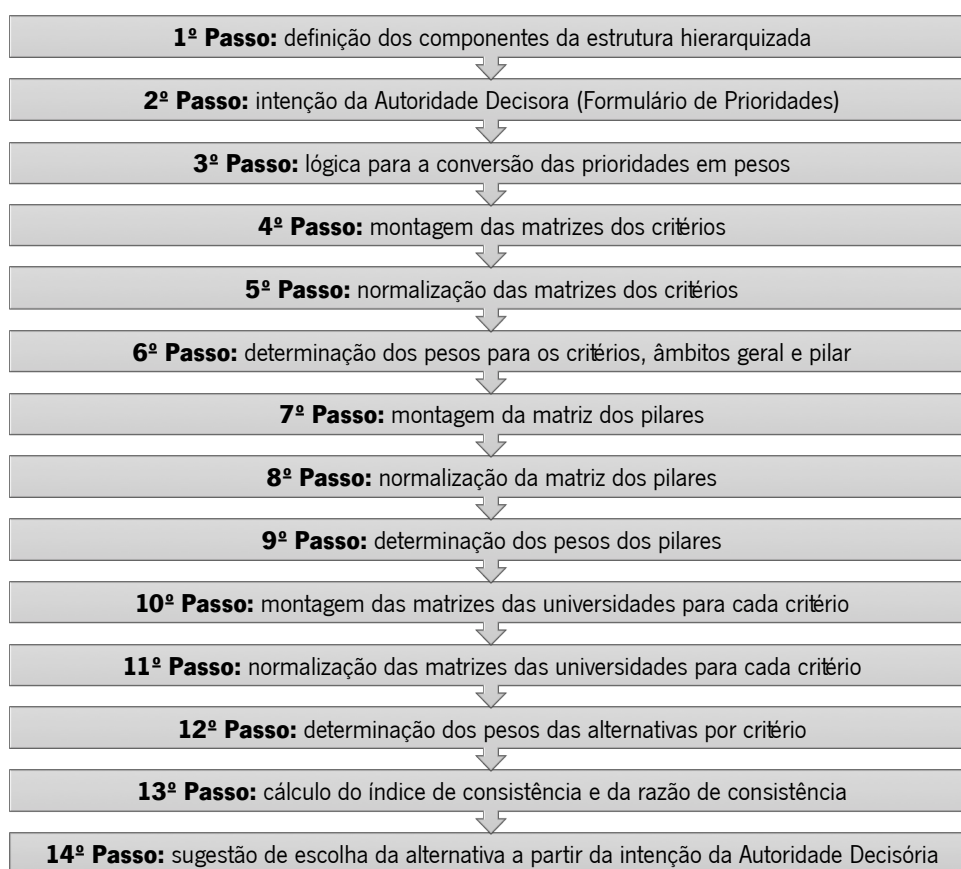 1º Passo: definição dos componentes da estrutura hierarquizada
2º Passo: intenção da Autoridade Decisora (Formulário de Prioridades)
3º Passo: lógica para a conversão das prioridades em pesos
4º Passo: montagem das matrizes dos critérios
5º Passo: normalização das matrizes dos critérios
6º Passo: determinação dos pesos para os critérios, âmbitos geral e pilar
7º Passo: montagem da matriz dos pilares
8º Passo: normalização da matriz dos pilares
9º Passo: determinação dos pesos dos pilares
10º Passo: montagem das matrizes das universidades para cada critério
11º Passo: normalização das matrizes das universidades para cada critério
12º Passo: determinação dos pesos das alternativas por critério
13º Passo: cálculo do índice de consistência e da razão de consistência
14º Passo: sugestão de escolha da alternativa a partir da intenção da Autoridade Decisória